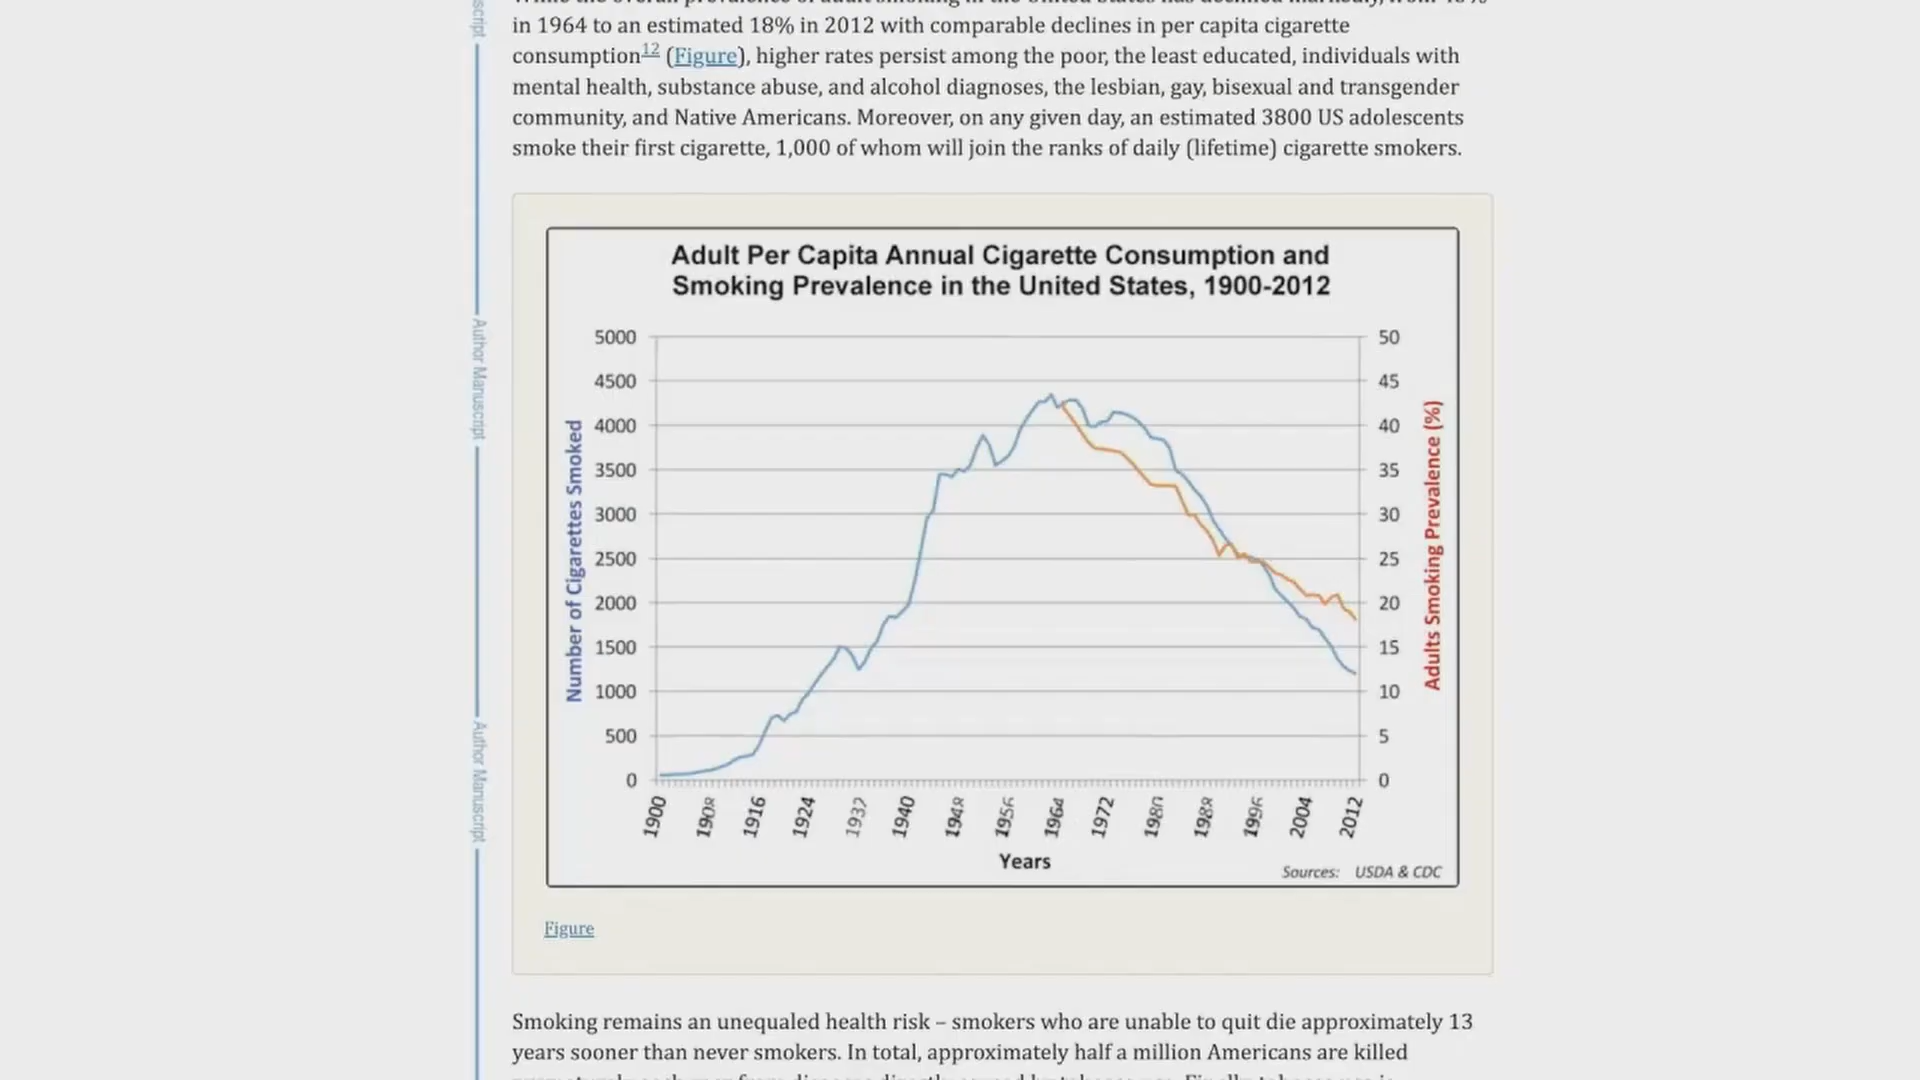 in 1964 to an estimated 18% in 2012 with comparable declines in per capita cigarette
consumption12 (Figure), higher rates persist among the poor, the least educated, individuals with
mental health, substance abuse, and alcohol diagnoses, the lesbian, gay, bisexual and transgender
community, and Native Americans. Moreover, on any given day, an estimated 3800 US adolescents
smoke their first cigarette, 1,000 of whom will join the ranks of daily (lifetime) cigarette smokers.
Author Manuscript
Author Manuscript
Adult Per Capita Annual Cigarette Consumption and
Smoking Prevalence in the United States, 1900-2012
Number of Cigarettes Smoked
5000
4500
4000
3500
3000
2500
2000
1500
1000
500
0
50
45
40
35
30
25
20
15
10
5
0
Adults Smoking Prevalence (%)
1900 1908 1916 1924 1932 1940 1948 1956 1964 1972 1980 1988 1996 2004 2012
Years
Sources: USDA & CDC
Figure
Smoking remains an unequaled health risk – smokers who are unable to quit die approximately 13
years sooner than never smokers. In total, approximately half a million Americans are killed